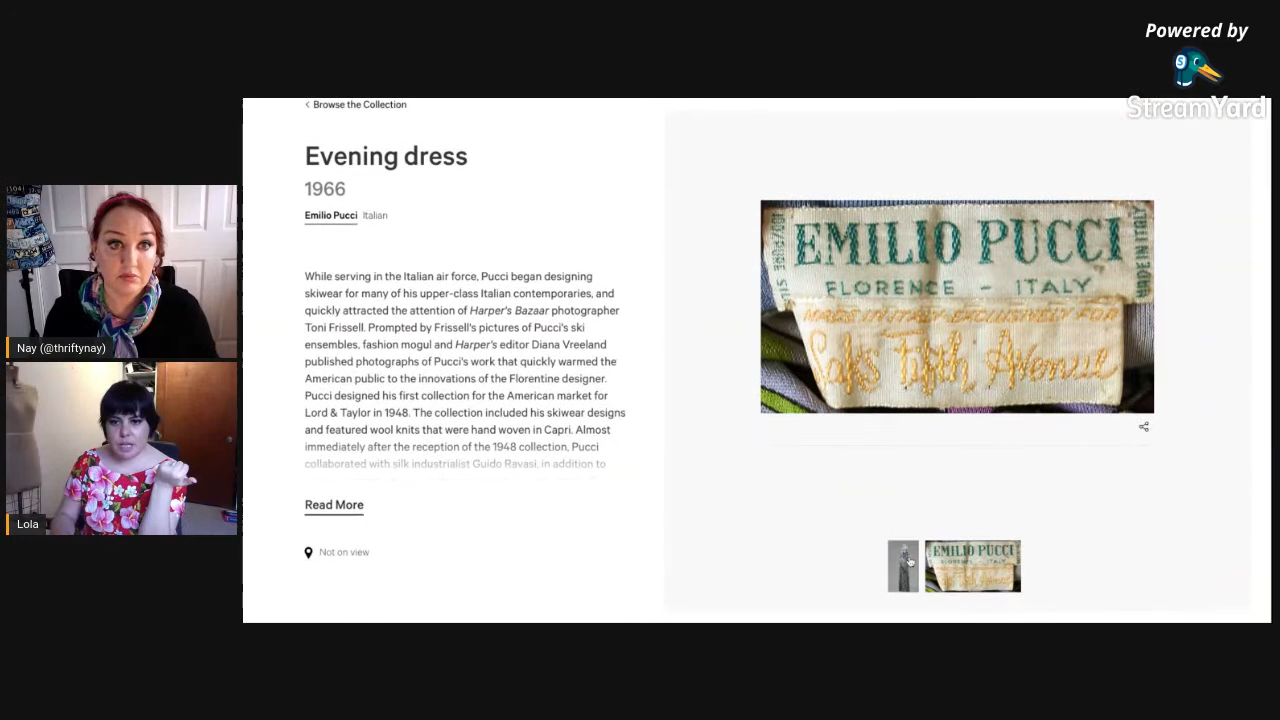 Powered by
StreamYard
< Browse the Collection
Evening dress
1966
Emilio Pucci Italian
While serving in the Italian air force, Pucci began designing
skiwear for many of his upper-class Italian contemporaries, and
quickly attracted the attention of Harper's Bazaar photographer
Toni Frissell. Prompted by Frissell's pictures of Pucci's ski
ensembles, fashion mogul and Harper's editor Diana Vreeland
published photographs of Pucci's work that quickly warmed the
American public to the innovations of the Florentine designer.
Pucci designed his first collection for the American market for
Lord & Taylor in 1948. The collection included his skiwear designs
and featured wool knits that were hand woven in Capri. Almost
immediately after the reception of the 1948 collection, Pucci
collaborated with silk industrialist Guido Ravasi, in addition to
Read More
Not on view
EMILIO PUCCI
FLORENCE - ITALY
MADE IN ITALY
MADE IN ITALY EXCLUSIVELY FOR
Saks Fifth Avenue
EMILIO PUCCI
Nay (@thriftynay)
Lola